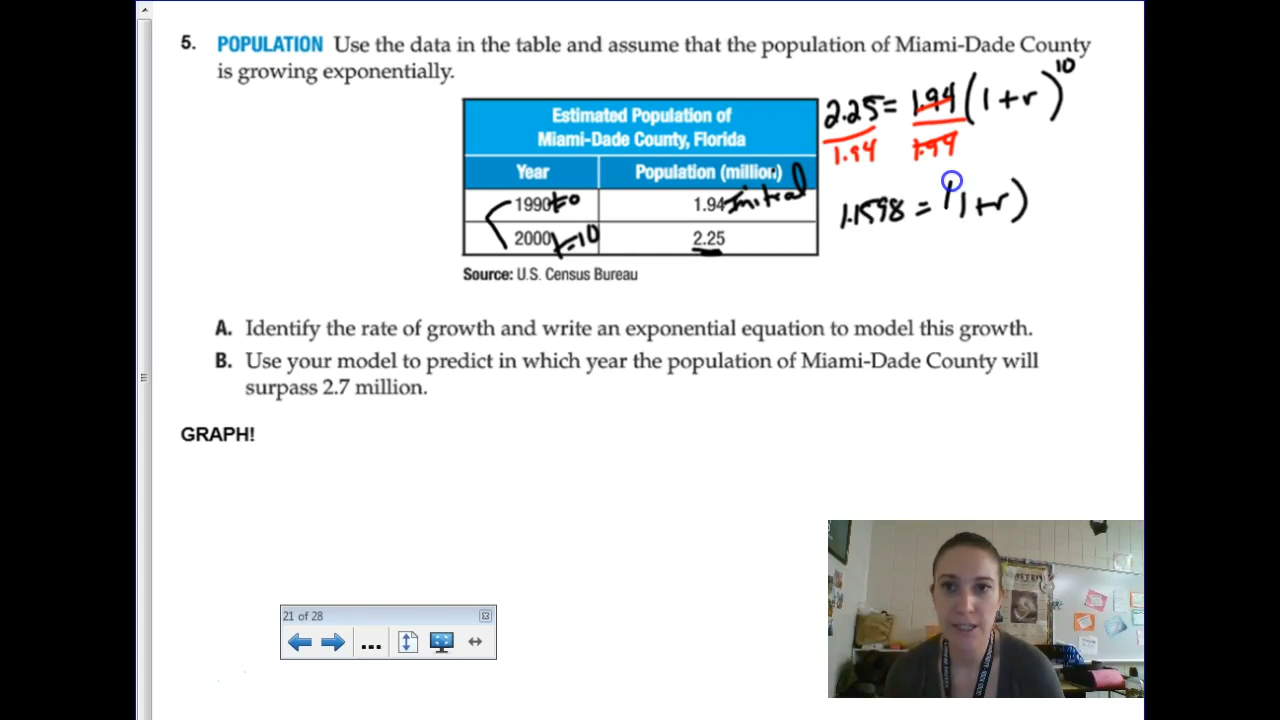 5. POPULATION Use the data in the table and assume that the population of Miami-Dade County
is growing exponentially.
Estimated Population of
Miami-Dade County, Florida
Year Population (million)
1990 t=0 1.94 Initial
2000 t=10 2.25
Source: U.S. Census Bureau
2.25 = 1.94 (1+r)^10
1.94 1.94
1.1598 = (1+r)
A. Identify the rate of growth and write an exponential equation to model this growth.
B. Use your model to predict in which year the population of Miami-Dade County will
surpass 2.7 million.
GRAPH!
21 of 28
...